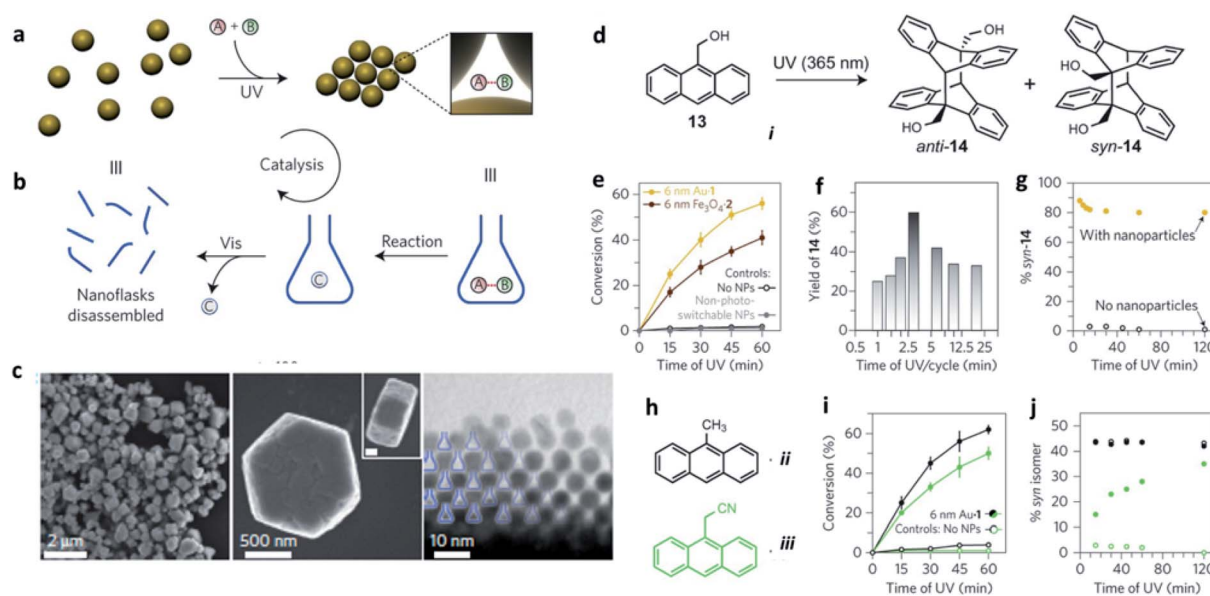 a
A + B
UV
A B
b
III
Catalysis
III
Vis
Reaction
C
A B
Nanoflasks
disassembled
C
c
2 µm
500 nm
10 nm
d
OH
13
i
UV (365 nm)
OH
HO
anti-14
+
HO
HO
syn-14
e
Conversion (%)
60
40
20
0
6 nm Au·1
6 nm Fe3O4·2
Controls:
No NPs
Non-photo-
switchable NPs
0 15 30 45 60
Time of UV (min)
f
Yield of 14 (%)
60
40
20
0
0.5 1 2.5 5 12.5 25
Time of UV/cycle (min)
g
% syn-14
100
80
60
40
20
0
With nanoparticles
No nanoparticles
0 40 80 120
Time of UV (min)
h
CH3
· ii
CN
· iii
i
Conversion (%)
60
40
20
0
6 nm Au·1
Controls: No NPs
0 15 30 45 60
Time of UV (min)
j
% syn isomer
50
40
30
20
10
0
0 40 80 120
Time of UV (min)